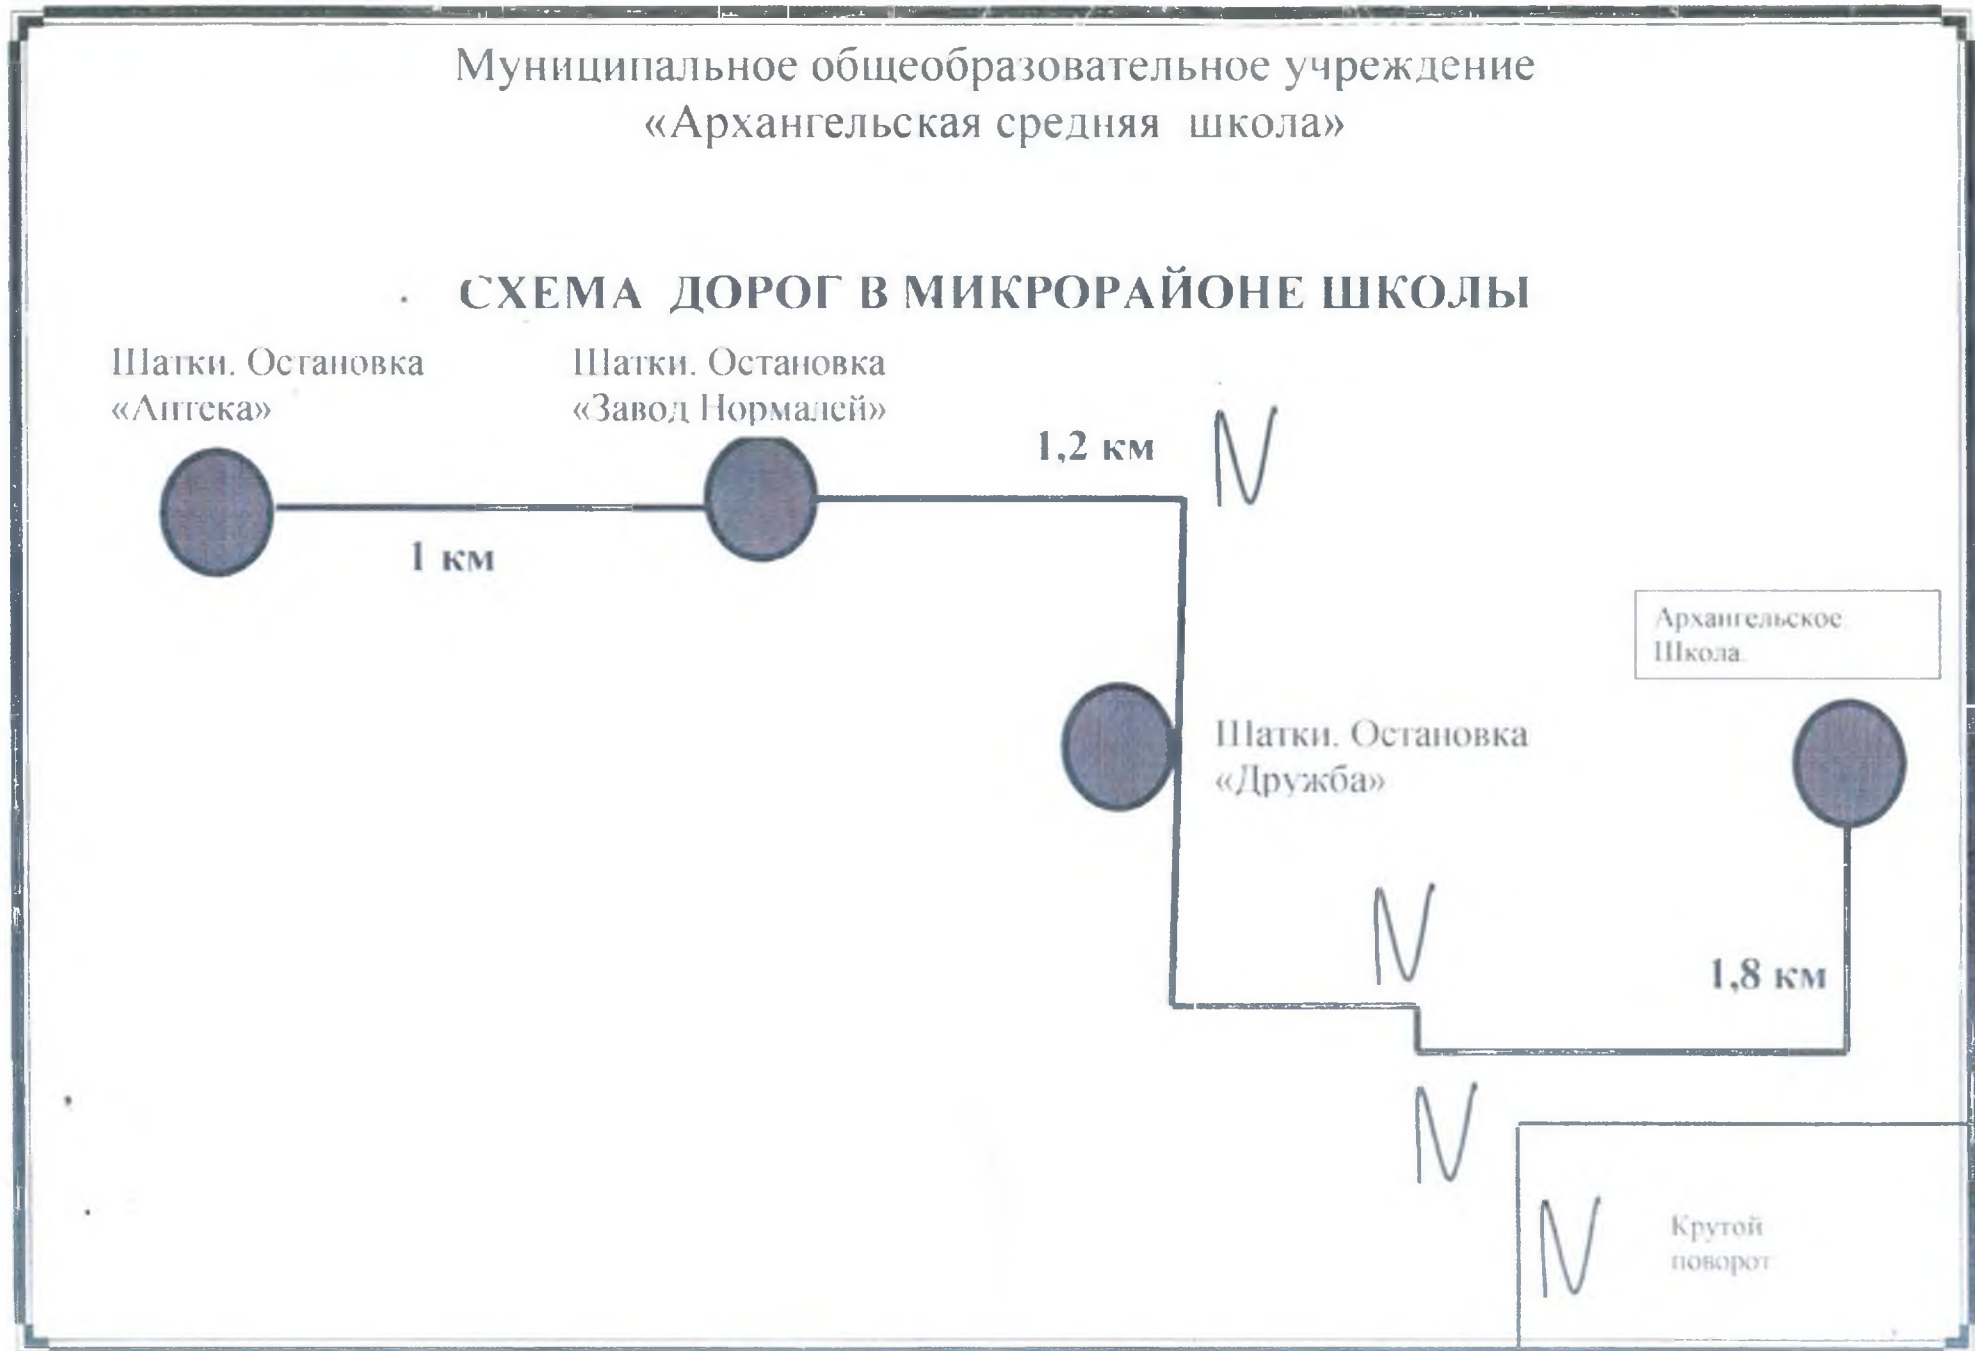 Муниципальное общеобразовательное учреждение
«Архангельская средняя школа»
СХЕМА ДОРОГ В МИКРОРАЙОНЕ ШКОЛЫ
Шатки. Остановка
«Аптека»
Шатки. Остановка
«Завод Нормалей»
1,2 км
1 км
Архангельское
Школа.
Шатки. Остановка
«Дружба»
1,8 км
Крутой
поворот